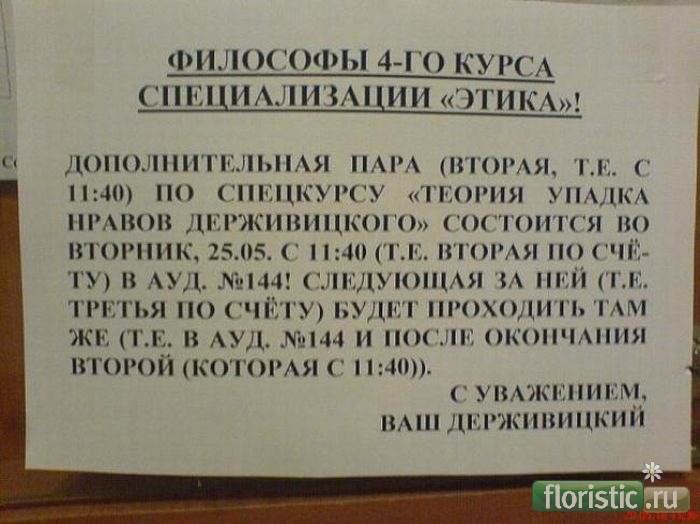 ФИЛОСОФЫ 4-ГО КУРСА
СПЕЦИАЛИЗАЦИИ «ЭТИКА»!
ДОПОЛНИТЕЛЬНАЯ ПАРА (ВТОРАЯ, Т.Е. С
11:40) ПО СПЕЦКУРСУ «ТЕОРИЯ УПАДКА
НРАВОВ ДЕРЖИВИЦКОГО» СОСТОИТСЯ ВО
ВТОРНИК, 25.05. С 11:40 (Т.Е. ВТОРАЯ ПО СЧЁ-
ТУ) В АУД. №144! СЛЕДУЮЩАЯ ЗА НЕЙ (Т.Е.
ТРЕТЬЯ ПО СЧЁТУ) БУДЕТ ПРОХОДИТЬ ТАМ
ЖЕ (Т.Е. В АУД. №144 И ПОСЛЕ ОКОНЧАНИЯ
ВТОРОЙ (КОТОРАЯ С 11:40)).
С УВАЖЕНИЕМ,
ВАШ ДЕРЖИВИЦКИЙ
floristic.ru